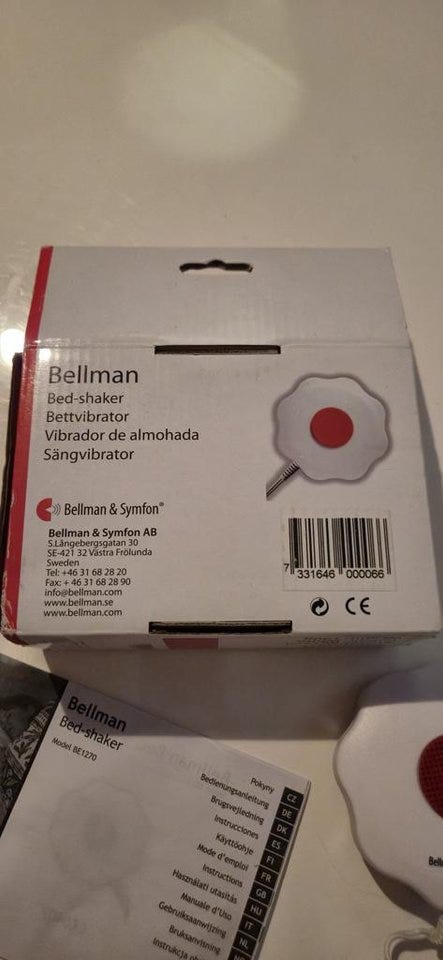 Bellman
Bed-shaker
Bettvibrator
Vibrador de almohada
Sängvibrator
Bellman & Symfon®
Bellman & Symfon AB
S.Långebergsgatan 30
SE-421 32 Västra Frölunda
Sweden
Tel: +46 31 68 28 20
Fax: + 46 31 68 28 90
info@bellman.com
www.bellman.se
www.bellman.com
7 331646 000066
CE
Bellman
Bed-shaker
Model BE1270
Pokyny CZ
Bedienungsanleitung DE
Brugsvejledning DK
Instrucciones ES
Käyttöohje FI
Mode d'emploi FR
Instructions GB
Használati utasítás HU
Manuale d'Uso IT
Gebruiksaanwijzing NL
Bruksanvisning
Instrukcja